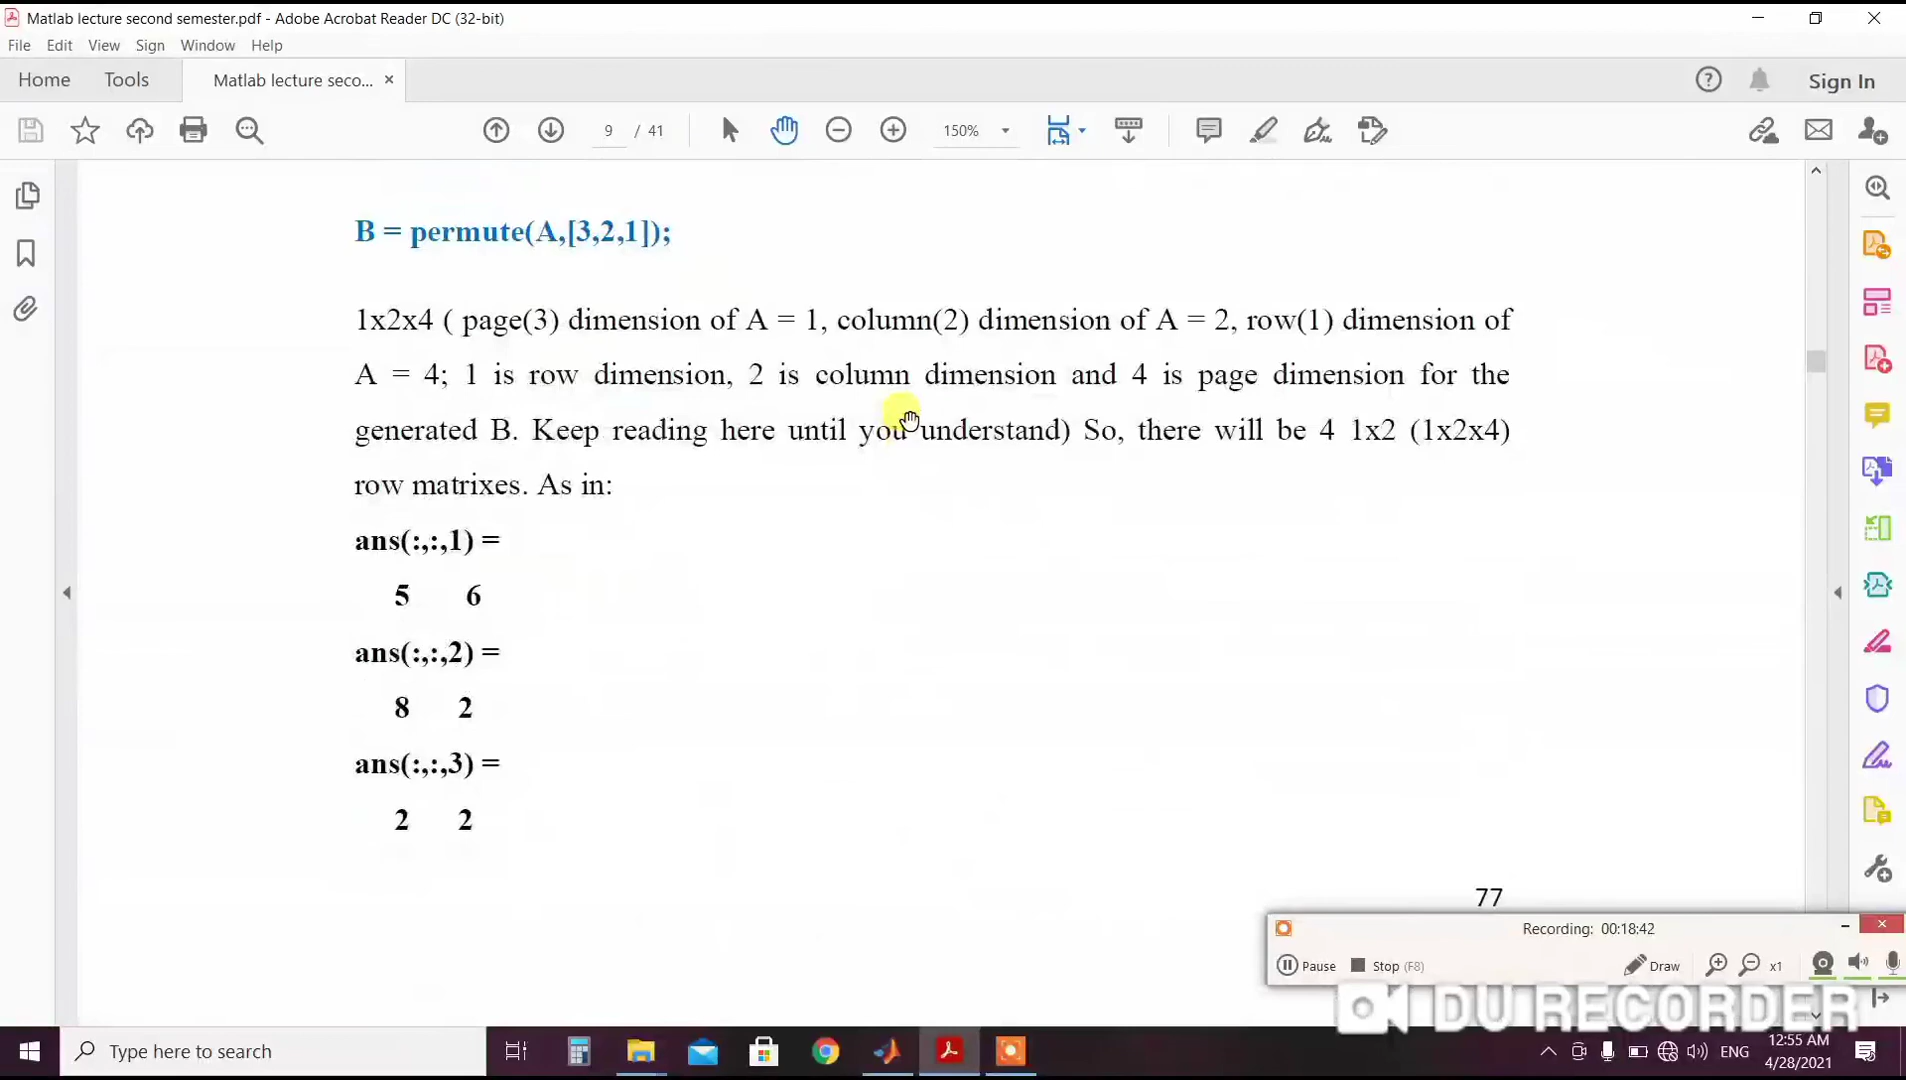 Matlab lecture second semester.pdf - Adobe Acrobat Reader DC (32-bit)
File Edit View Sign Window Help
Home Tools Matlab lecture seco... × Sign In
9 / 41 150%
B = permute(A,[3,2,1]);
1x2x4 ( page(3) dimension of A = 1, column(2) dimension of A = 2, row(1) dimension of
A = 4; 1 is row dimension, 2 is column dimension and 4 is page dimension for the
generated B. Keep reading here until you understand) So, there will be 4 1x2 (1x2x4)
row matrixes. As in:
ans(:,:,1) =
5 6
ans(:,:,2) =
8 2
ans(:,:,3) =
2 2
77
Recording: 00:18:42
Pause Stop (F8) Draw x1
DU RECORDER
Type here to search
ENG 12:55 AM
4/28/2021